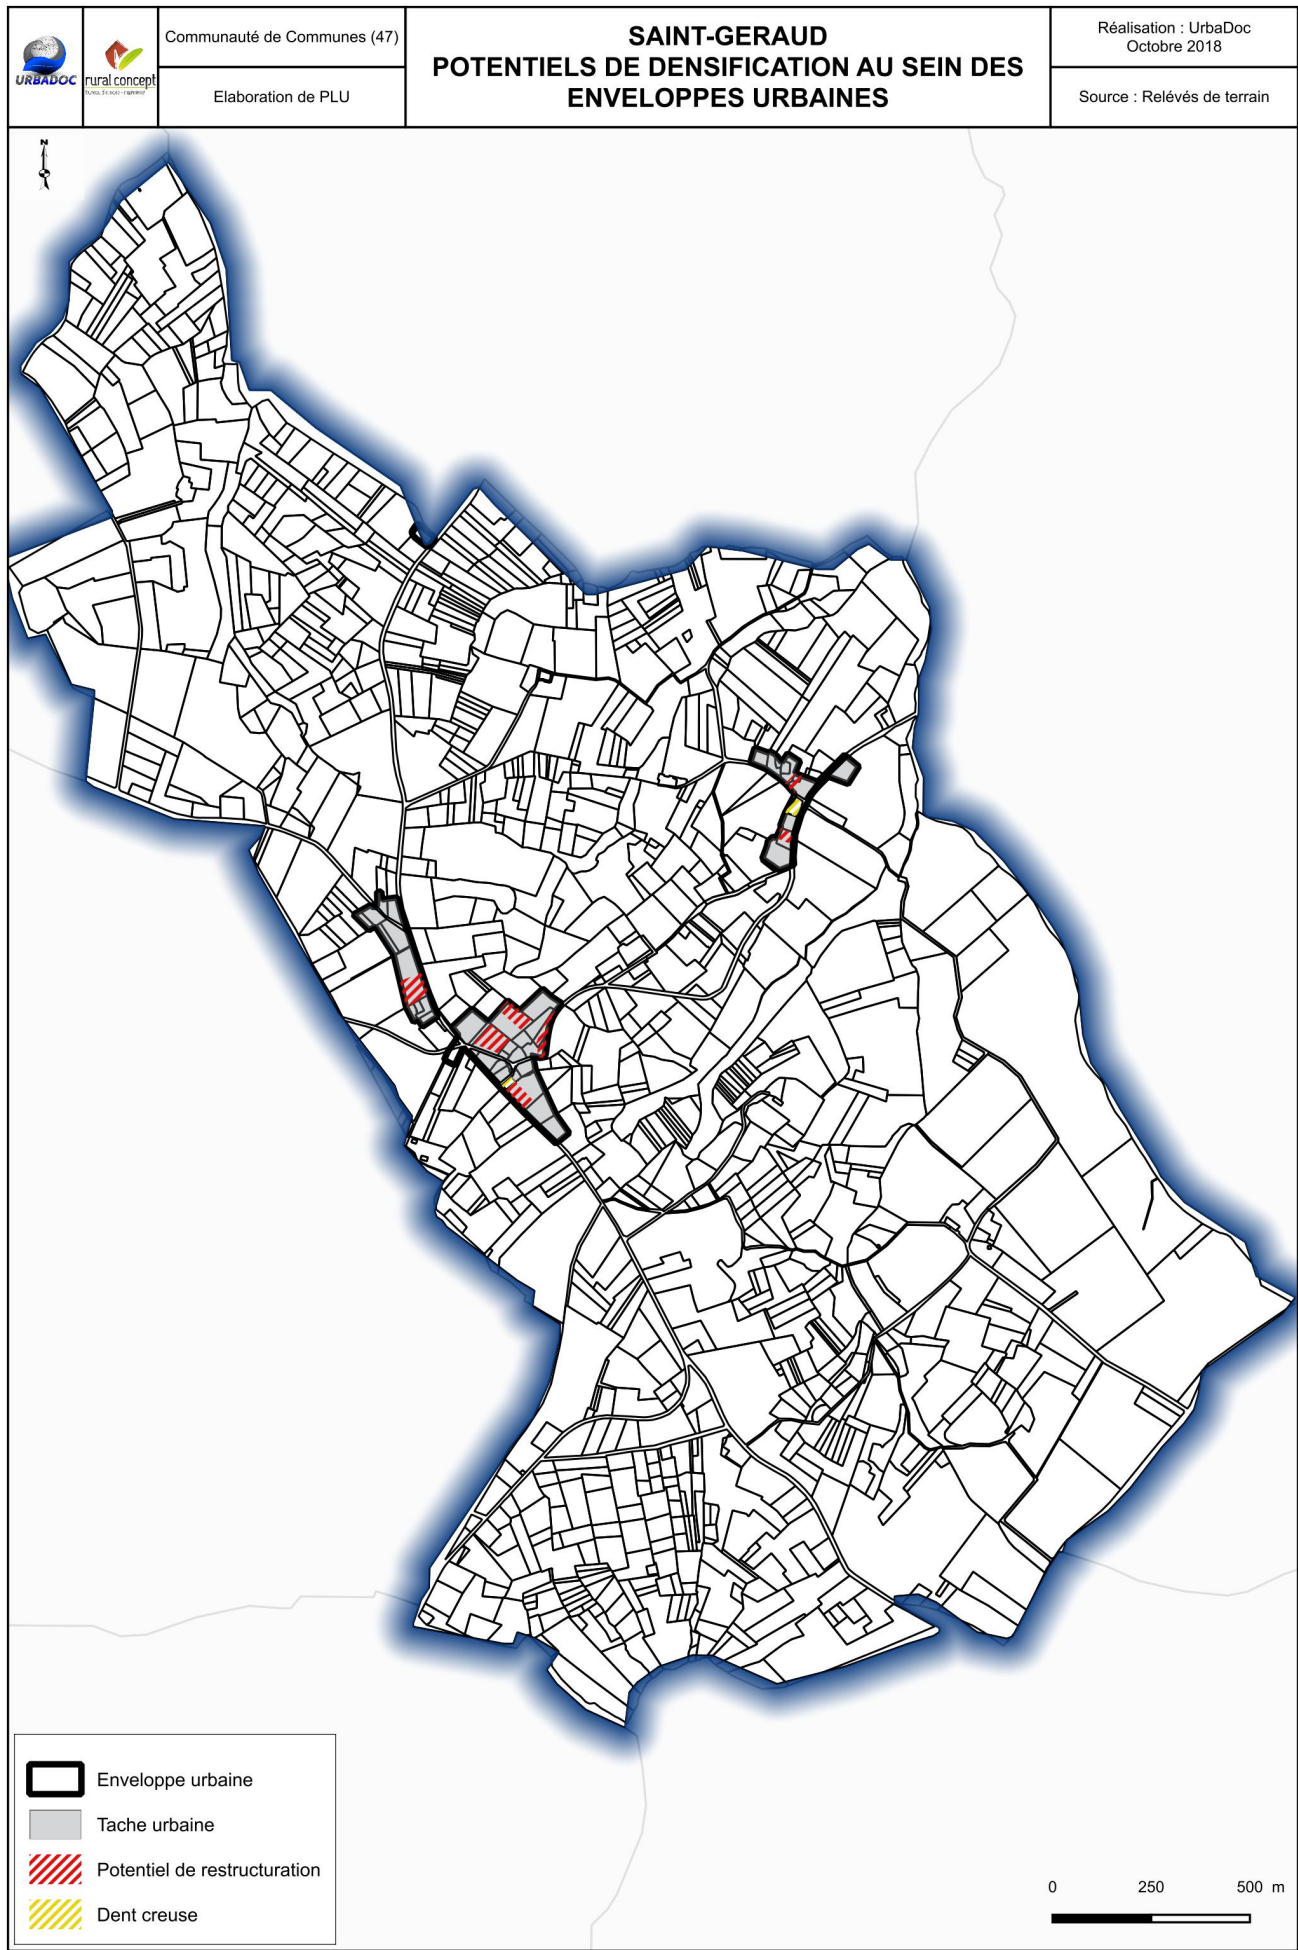 URBADOC
rural concept
Communauté de Communes (47)
Elaboration de PLU
SAINT-GERAUD
POTENTIELS DE DENSIFICATION AU SEIN DES
ENVELOPPES URBAINES
Réalisation : UrbaDoc
Octobre 2018
Source : Relévés de terrain
N
Enveloppe urbaine
Tache urbaine
Potentiel de restructuration
Dent creuse
0 250 500 m